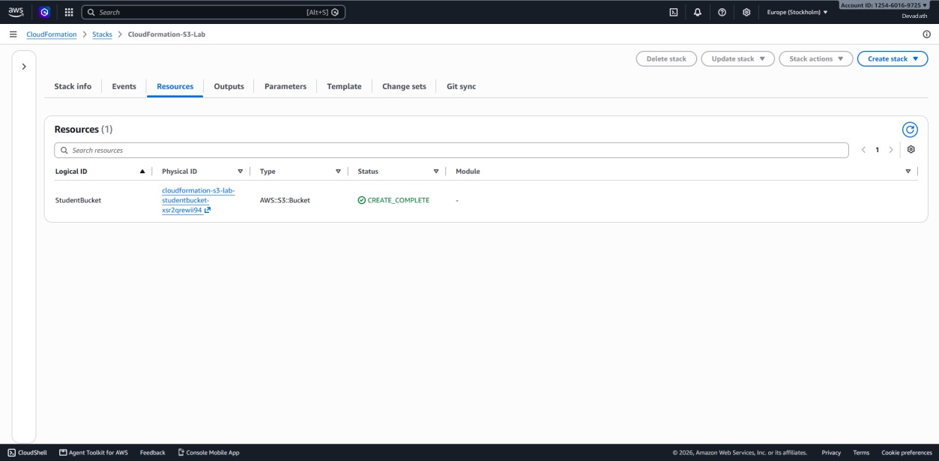 Account ID: 1254-6016-9725
aws
Search
[Alt+S]
Europe (Stockholm)
Devadath
CloudFormation
Stacks
CloudFormation-S3-Lab
Delete stack
Update stack
Stack actions
Create stack
Stack info
Events
Resources
Outputs
Parameters
Template
Change sets
Git sync
Resources (1)
Search resources
1
Logical ID
Physical ID
Type
Status
Module
StudentBucket
cloudformation-s3-lab-
studentbucket-
xsr2qrewii94
AWS::S3::Bucket
CREATE_COMPLETE
-
CloudShell
Agent Toolkit for AWS
Feedback
Console Mobile App
© 2026, Amazon Web Services, Inc. or its affiliates.
Privacy
Terms
Cookie preferences